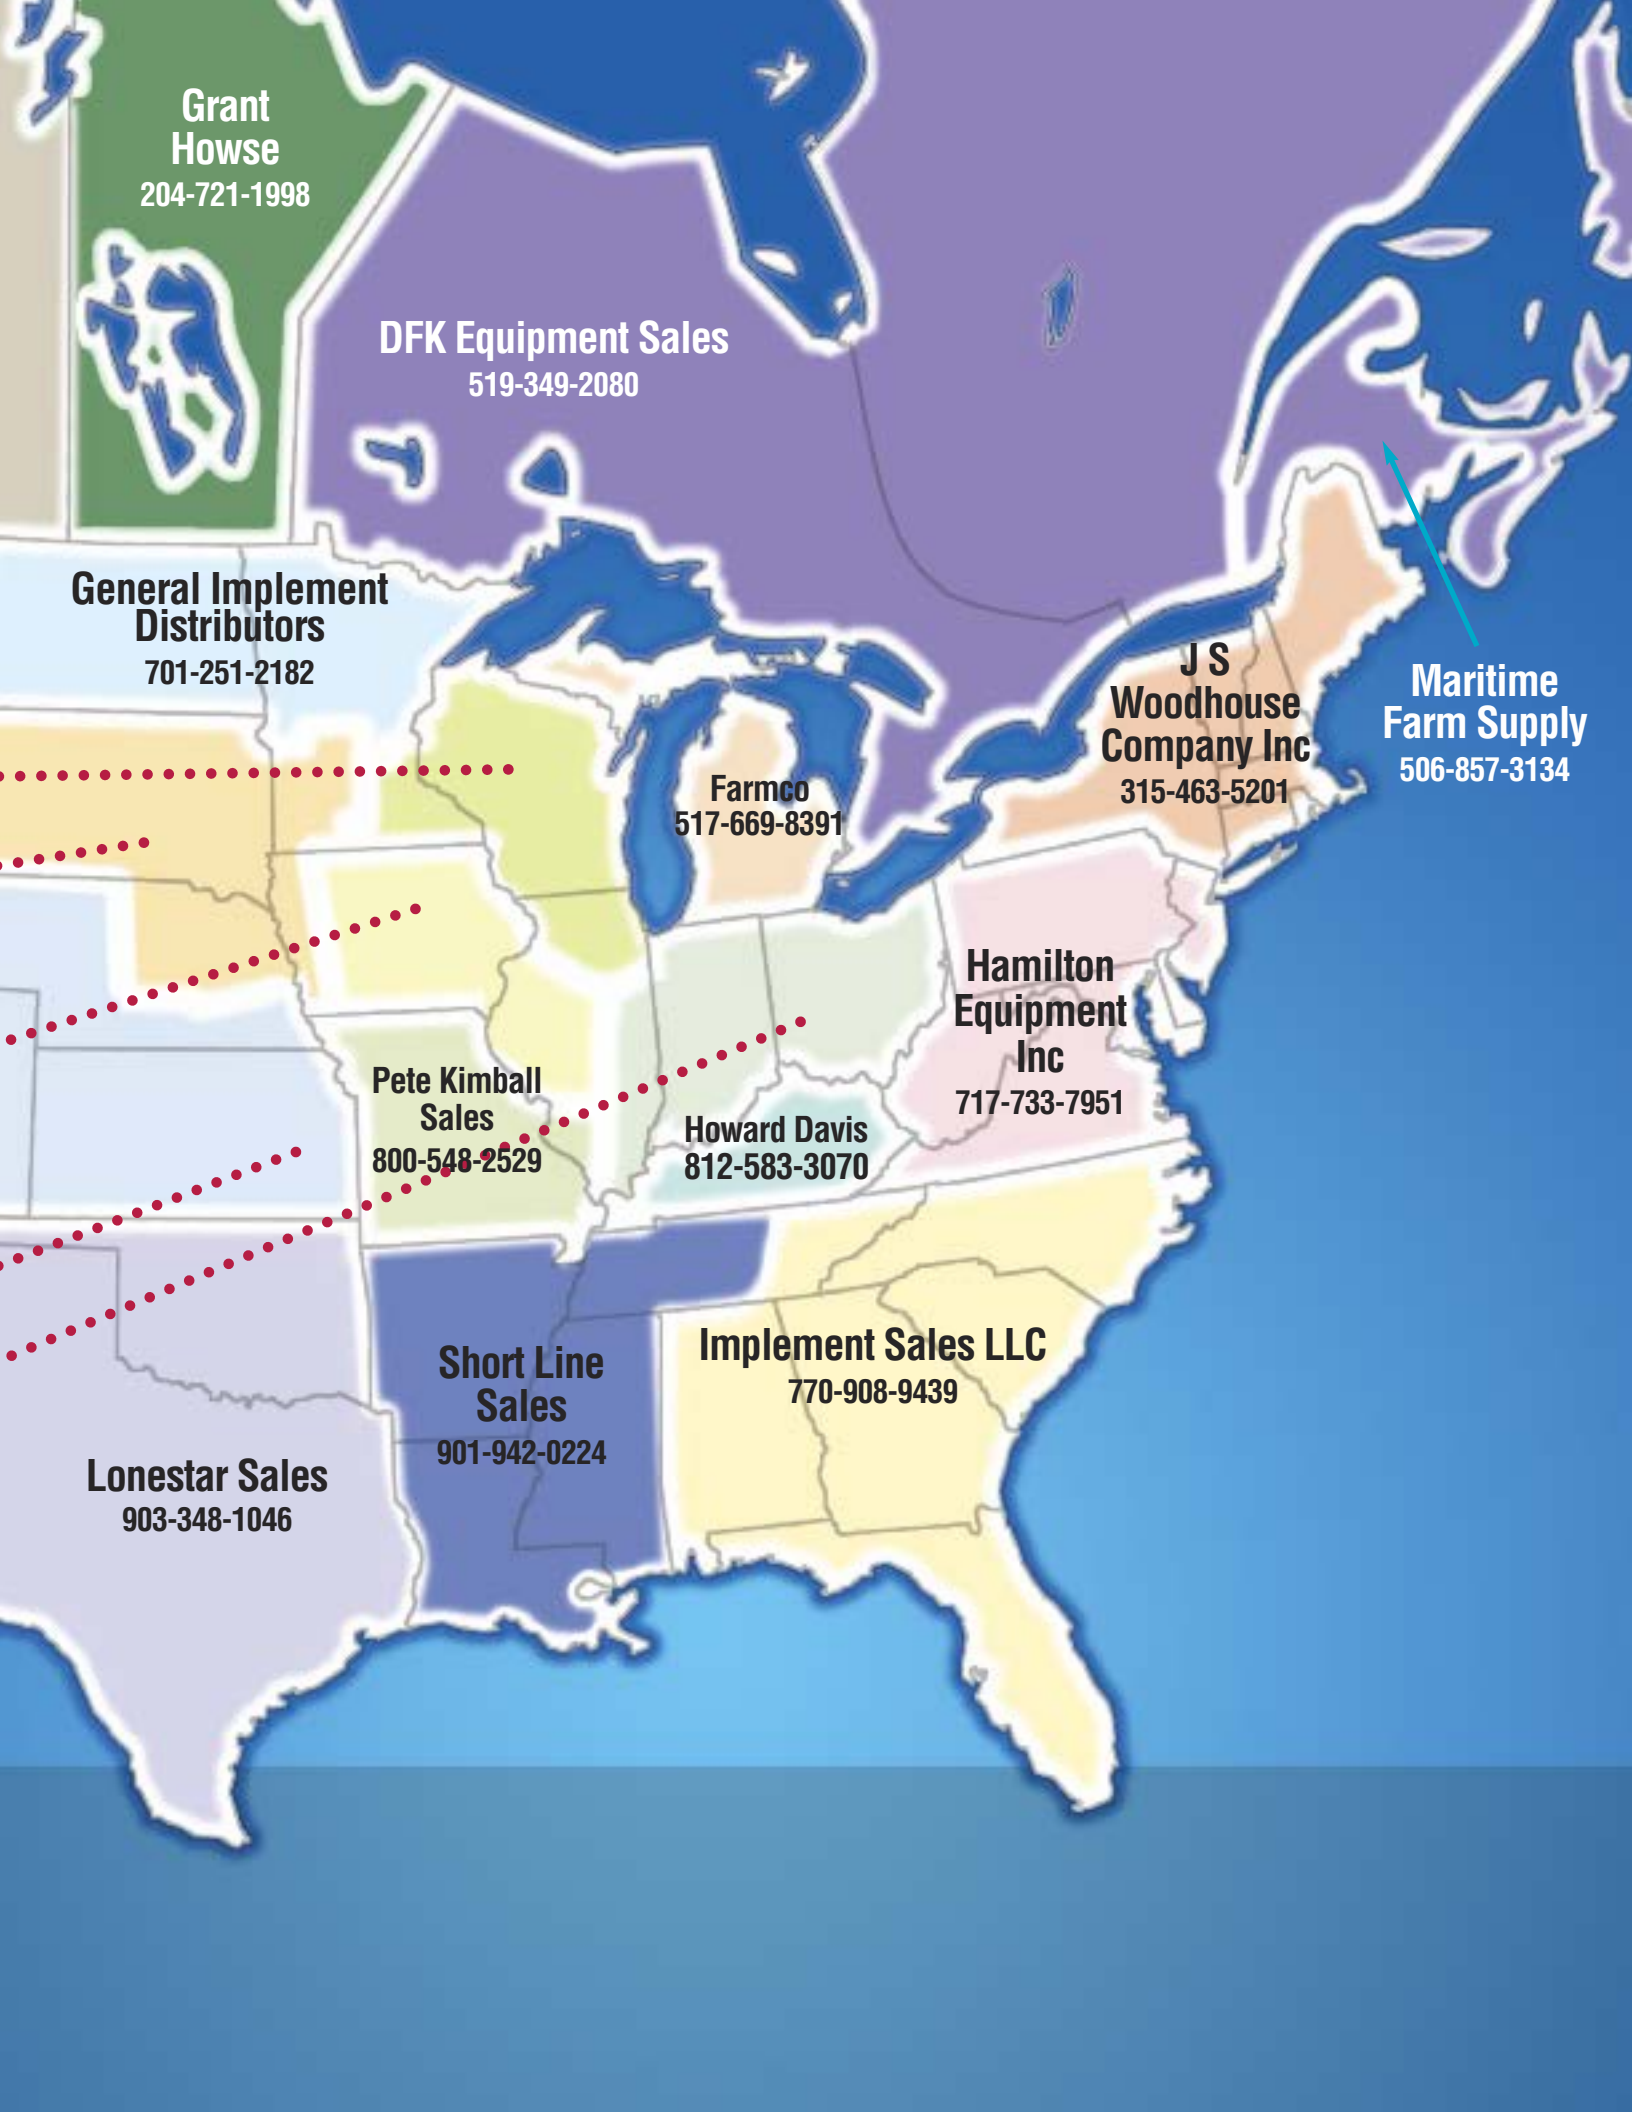 Grant
Howse
204-721-1998
DFK Equipment Sales
519-349-2080
General Implement
Distributors
701-251-2182
J S
Woodhouse
Company Inc
315-463-5201
Maritime
Farm Supply
506-857-3134
Farmco
517-669-8391
Hamilton
Equipment
Inc
717-733-7951
Pete Kimball
Sales
800-548-2529
Howard Davis
812-583-3070
Short Line
Sales
901-942-0224
Implement Sales LLC
770-908-9439
Lonestar Sales
903-348-1046